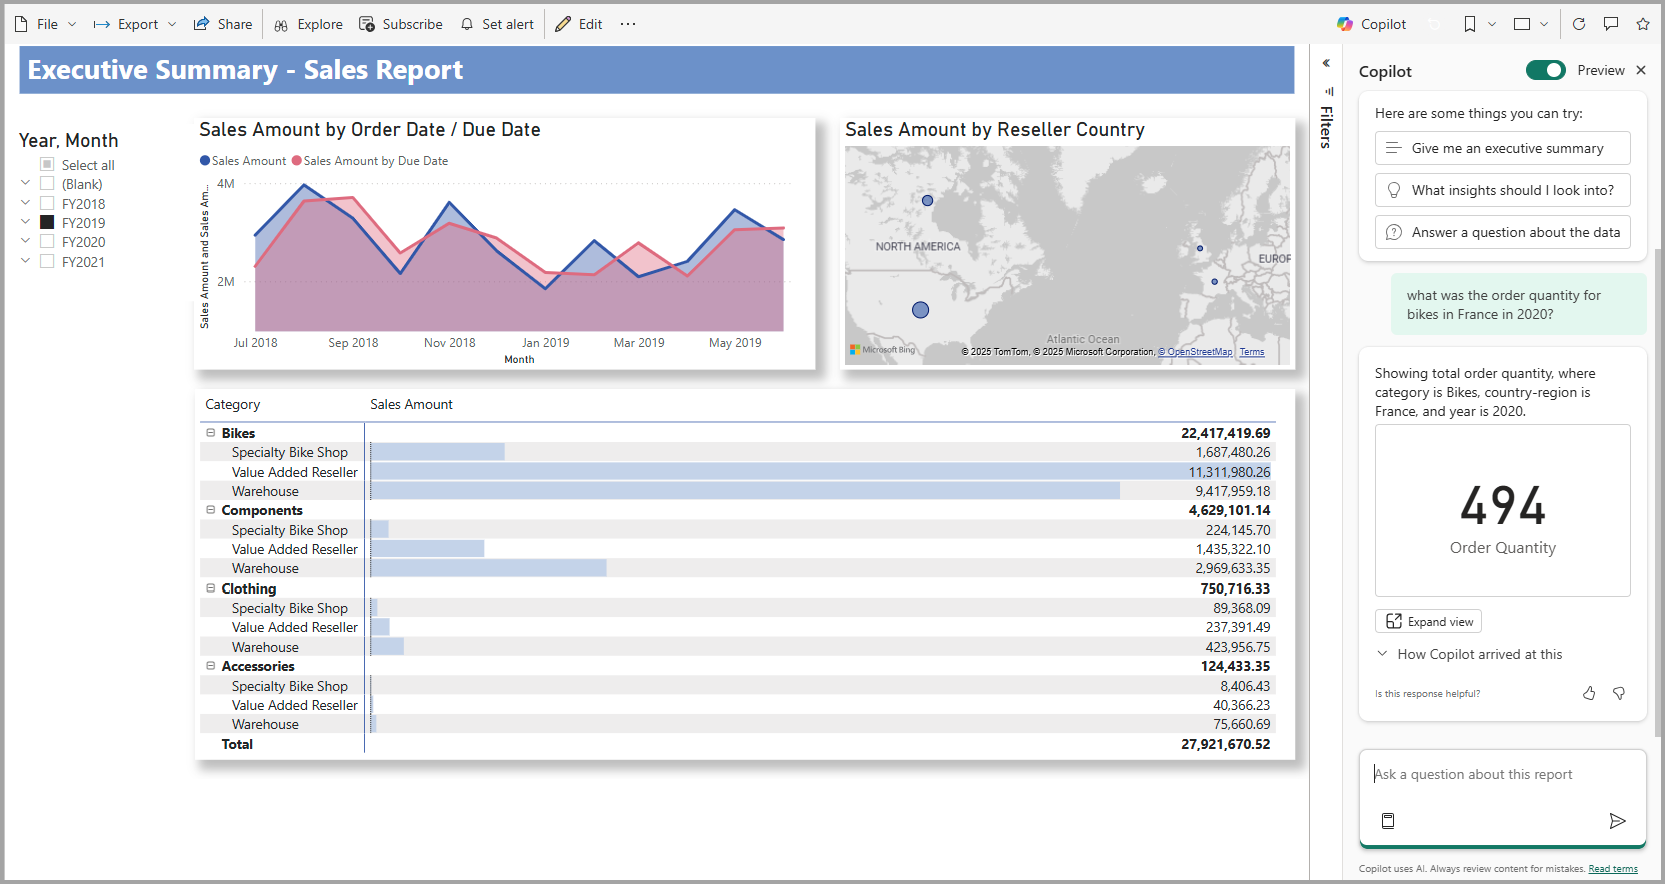 File
Export
Share
Explore
Subscribe
Set alert
Edit
Copilot
Executive Summary - Sales Report
Year, Month
Select all
(Blank)
FY2018
FY2019
FY2020
FY2021
Sales Amount by Order Date / Due Date
Sales Amount
Sales Amount by Due Date
Sales Amount and Sales Am...
4M
2M
Jul 2018
Sep 2018
Nov 2018
Jan 2019
Mar 2019
May 2019
Month
Sales Amount by Reseller Country
NORTH AMERICA
EUROP
Atlantic Ocean
Microsoft Bing
© 2025 TomTom, © 2025 Microsoft Corporation, © OpenStreetMap Terms
Category Sales Amount
Bikes 22,417,419.69
Specialty Bike Shop 1,687,480.26
Value Added Reseller 11,311,980.26
Warehouse 9,417,959.18
Components 4,629,101.14
Specialty Bike Shop 224,145.70
Value Added Reseller 1,435,322.10
Warehouse 2,969,633.35
Clothing 750,716.33
Specialty Bike Shop 89,368.09
Value Added Reseller 237,391.49
Warehouse 423,956.75
Accessories 124,433.35
Specialty Bike Shop 8,406.43
Value Added Reseller 40,366.23
Warehouse 75,660.69
Total 27,921,670.52
Filters
Copilot
Preview
Here are some things you can try:
Give me an executive summary
What insights should I look into?
Answer a question about the data
what was the order quantity for
bikes in France in 2020?
Showing total order quantity, where
category is Bikes, country-region is
France, and year is 2020.
494
Order Quantity
Expand view
How Copilot arrived at this
Is this response helpful?
Ask a question about this report
Copilot uses AI. Always review content for mistakes. Read terms